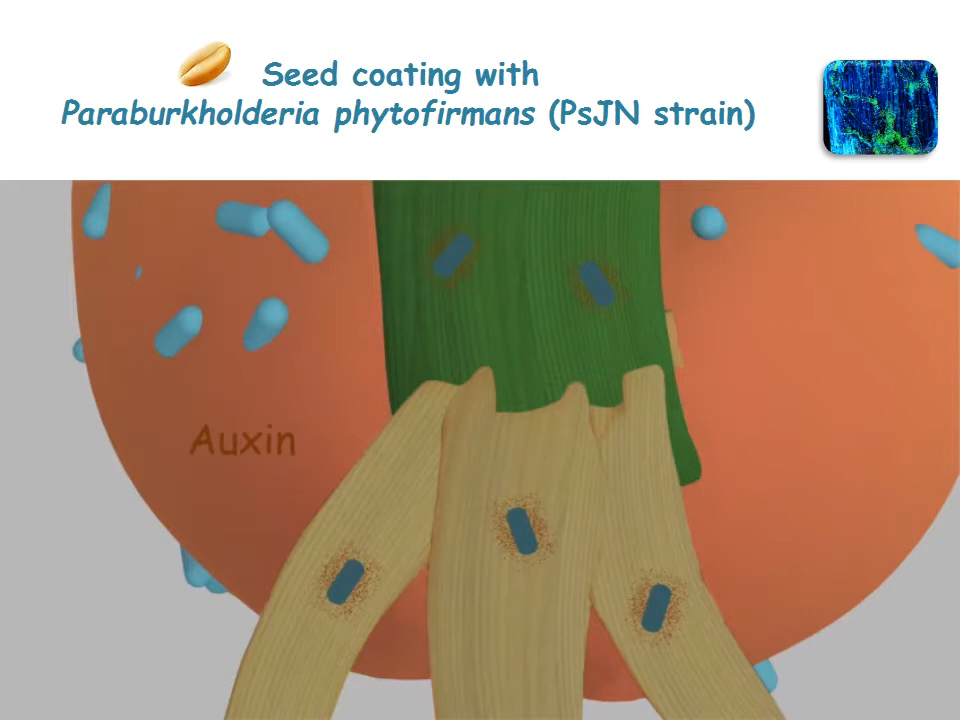 Seed coating with
Paraburkholderia phytofirmans (PsJN strain)
Auxin